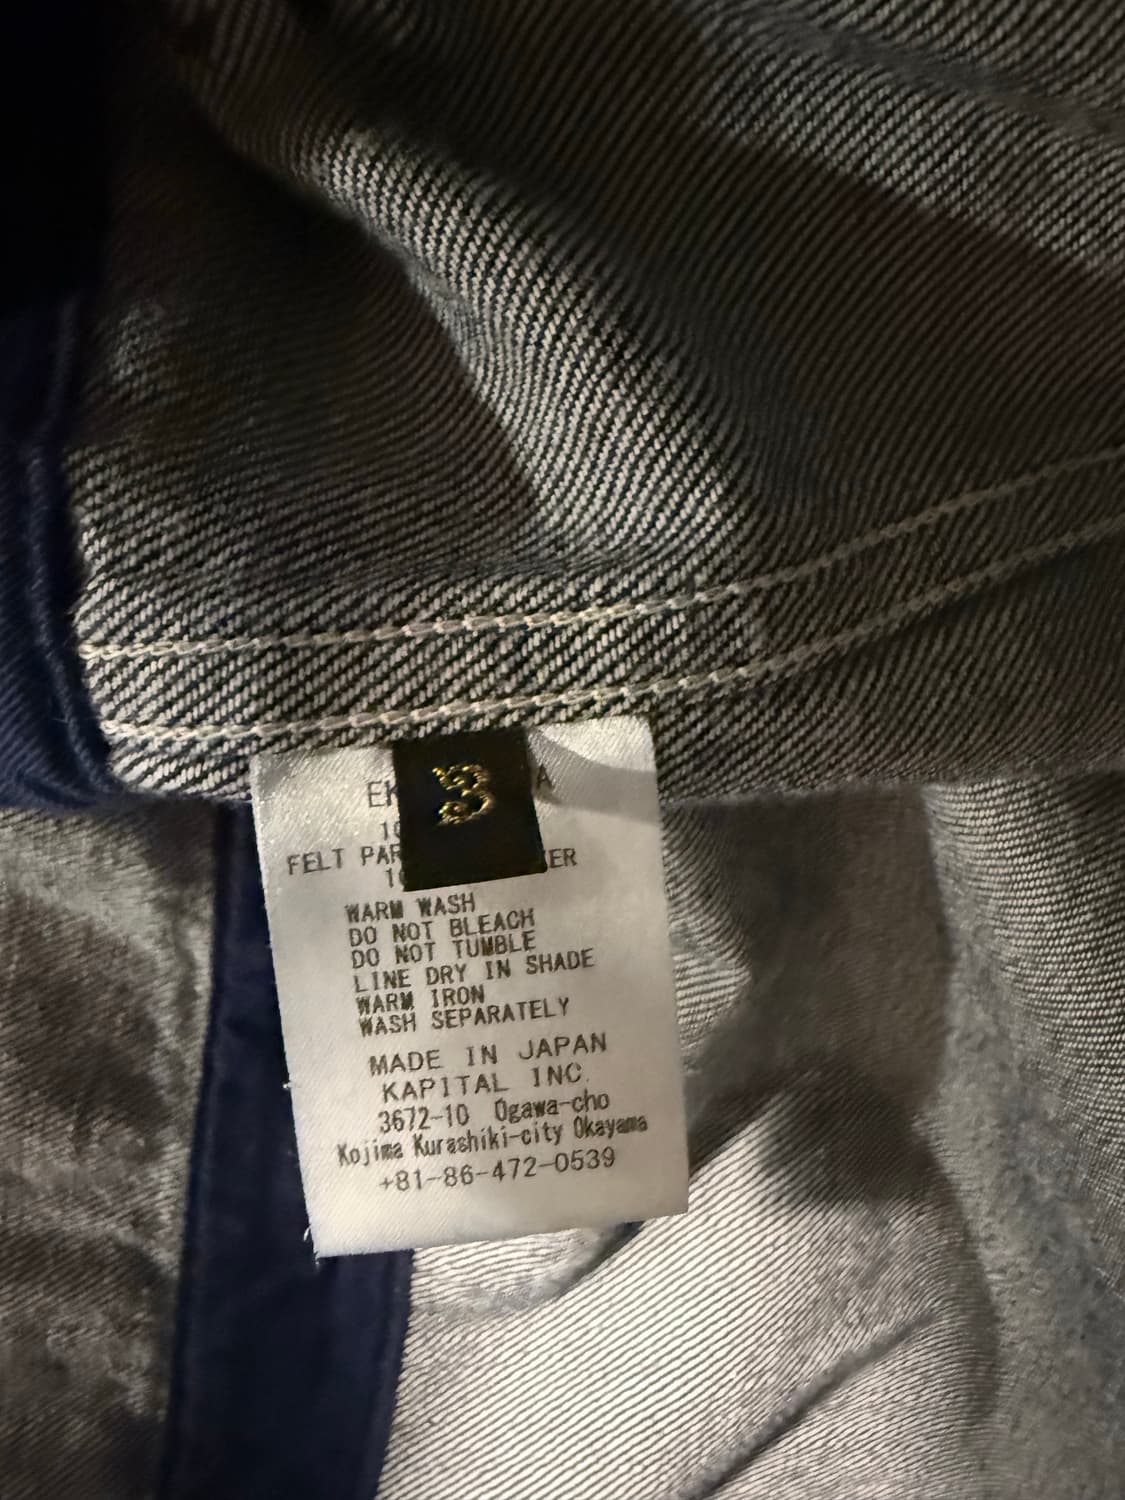 3
FELT
WARM WASH
DO NOT BLEACH
DO NOT TUMBLE
LINE DRY IN SHADE
WARM IRON
WASH SEPARATELY
MADE IN JAPAN
KAPITAL INC.
3672-10 Ogawa-cho
Kojima Kurashiki-city Okayama
+81-86-472-0539